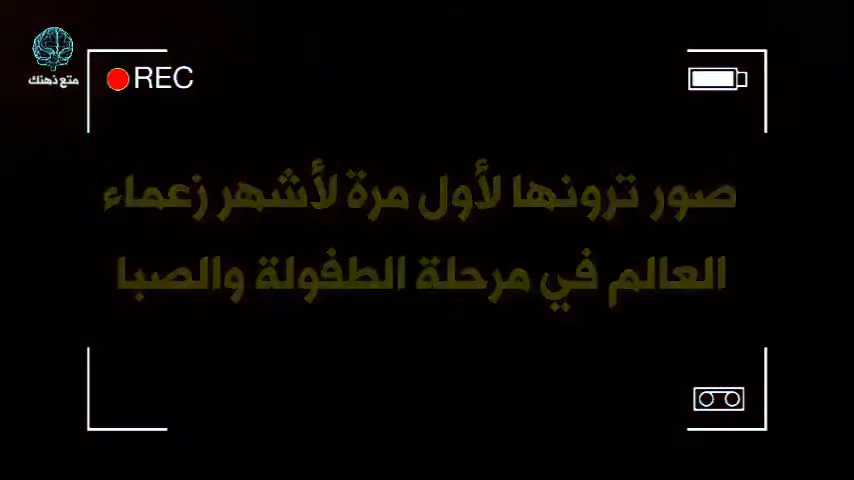 متع ذهنك
REC
صور ترونها لأول مرة لأشهر زعماء
العالم في مرحلة الطفولة والصبا